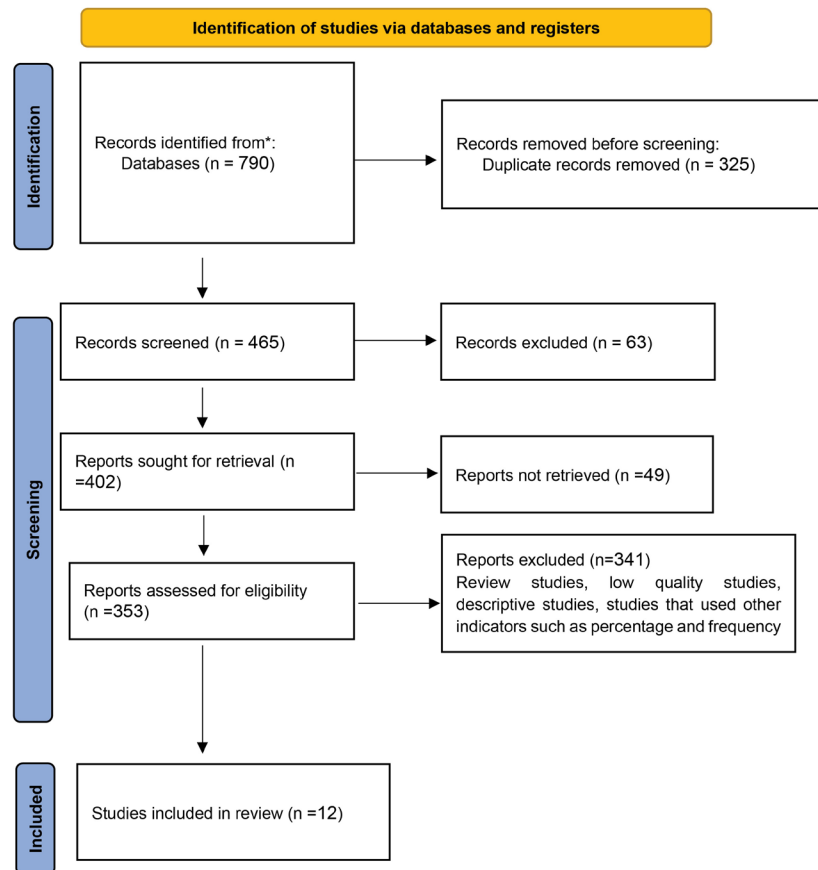 Identification of studies via databases and registers
Identification
Records identified from*:
Databases (n = 790)
Records removed before screening:
Duplicate records removed (n = 325)
Screening
Records screened (n = 465)
Records excluded (n = 63)
Reports sought for retrieval (n
=402)
Reports not retrieved (n =49)
Reports assessed for eligibility
(n =353)
Reports excluded (n=341)
Review studies, low quality studies,
descriptive studies, studies that used other
indicators such as percentage and frequency
Included
Studies included in review (n =12)